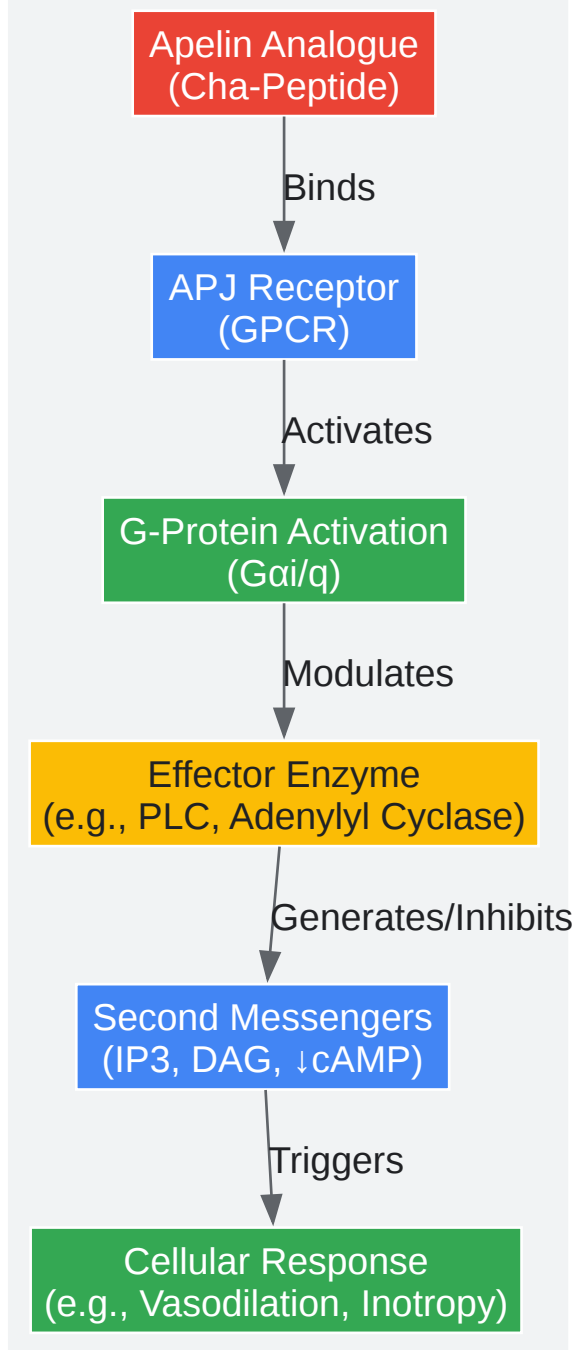 Apelin Analogue
(Cha-Peptide)
Binds
APJ Receptor
(GPCR)
Activates
G-Protein Activation
(Gαi/q)
Modulates
Effector Enzyme
(e.g., PLC, Adenylyl Cyclase)
Generates/Inhibits
Second Messengers
(IP3, DAG, ↓cAMP)
Triggers
Cellular Response
(e.g., Vasodilation, Inotropy)